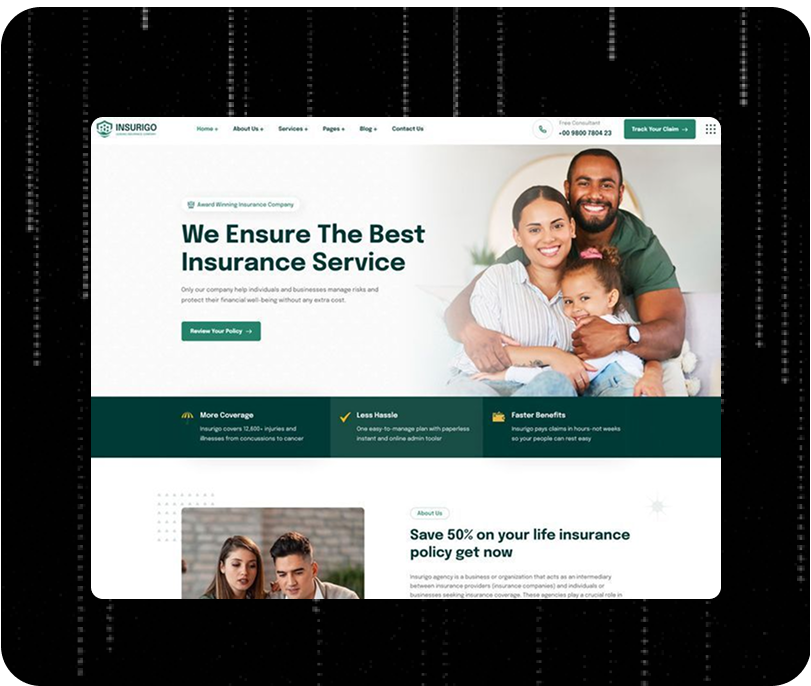 INSURIGO
LEADING INSURANCE COMPANY
Home + About Us + Services + Pages + Blog + Contact Us
Free Consultant
+00 9800 7804 23
Track Your Claim →
Award Winning Insurance Company
We Ensure The Best
Insurance Service
Only our company help individuals and businesses manage risks and
protect their financial well-being without any extra cost.
Review Your Policy →
More Coverage
Insurigo covers 12,600+ injuries and
illnesses from concussions to cancer
Less Hassle
One easy-to-manage plan with paperless
instant and online admin toolar
Faster Benefits
Insurigo pays claims in hours-not weeks
so your people can rest easy
About Us
Save 50% on your life insurance
policy get now
Insurigo agency is a business or organization that acts as an intermediary
between insurance providers (insurance companies) and individuals or
businesses seeking insurance coverage. These agencies play a crucial role in